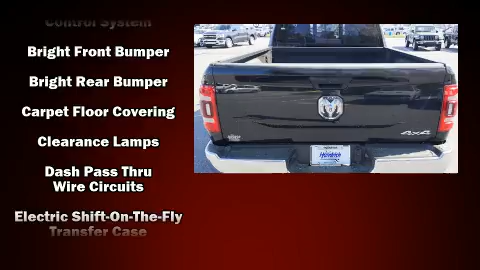 Control System
Bright Front Bumper
Bright Rear Bumper
Carpet Floor Covering
Clearance Lamps
Dash Pass Thru
Wire Circuits
Electric Shift-On-The-Fly
Transfer Case
4x4
Hendrick